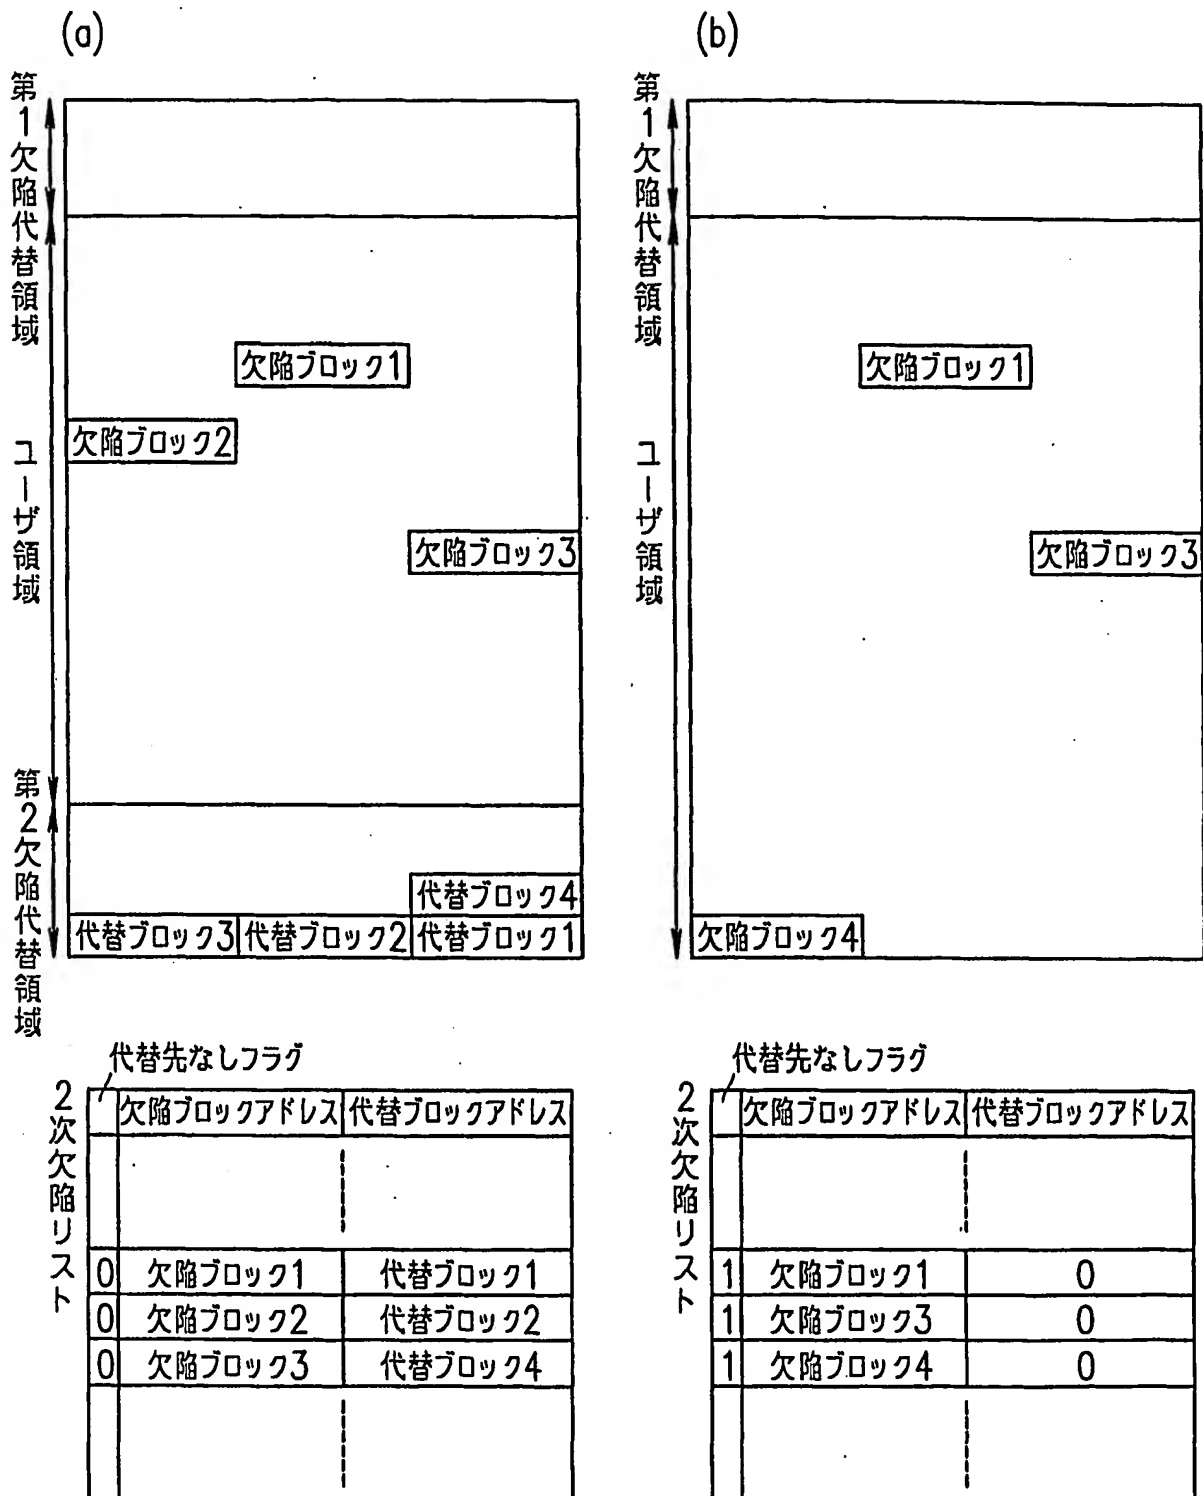 (a)
第1欠陥代替領域
欠陥ブロック1
欠陥ブロック2
ユーザ領域
欠陥ブロック3
第2欠陥代替領域
代替ブロック4
代替ブロック3 代替ブロック2 代替ブロック1
代替先なしフラグ
2次欠陥リスト
欠陥ブロックアドレス 代替ブロックアドレス
0 欠陥ブロック1 代替ブロック1
0 欠陥ブロック2 代替ブロック2
0 欠陥ブロック3 代替ブロック4
(b)
第1欠陥代替領域
欠陥ブロック1
ユーザ領域
欠陥ブロック3
欠陥ブロック4
代替先なしフラグ
2次欠陥リスト
欠陥ブロックアドレス 代替ブロックアドレス
1 欠陥ブロック1 0
1 欠陥ブロック3 0
1 欠陥ブロック4 0